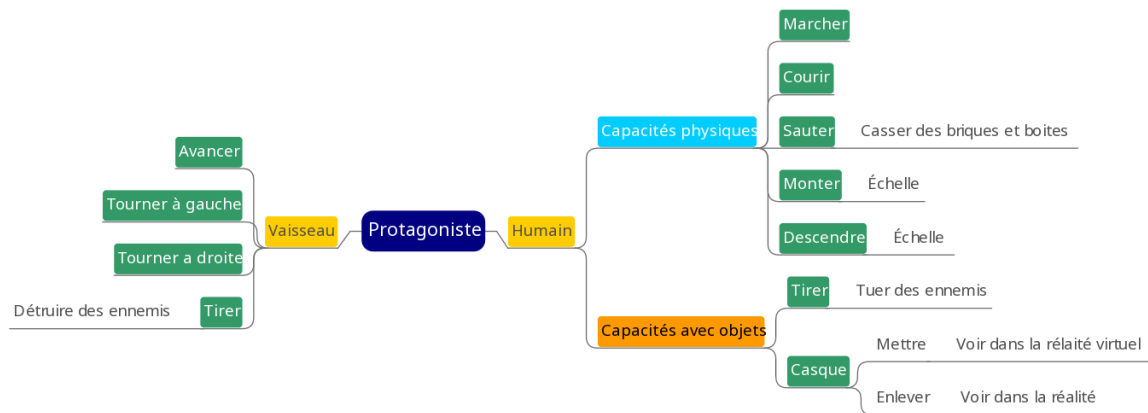 Protagoniste
Vaisseau
Avancer
Tourner à gauche
Tourner a droite
Tirer
Détruire des ennemis
Humain
Capacités physiques
Marcher
Courir
Sauter
Casser des briques et boites
Monter
Échelle
Descendre
Échelle
Capacités avec objets
Tirer
Tuer des ennemis
Casque
Mettre
Voir dans la rélaité virtuel
Enlever
Voir dans la réalité